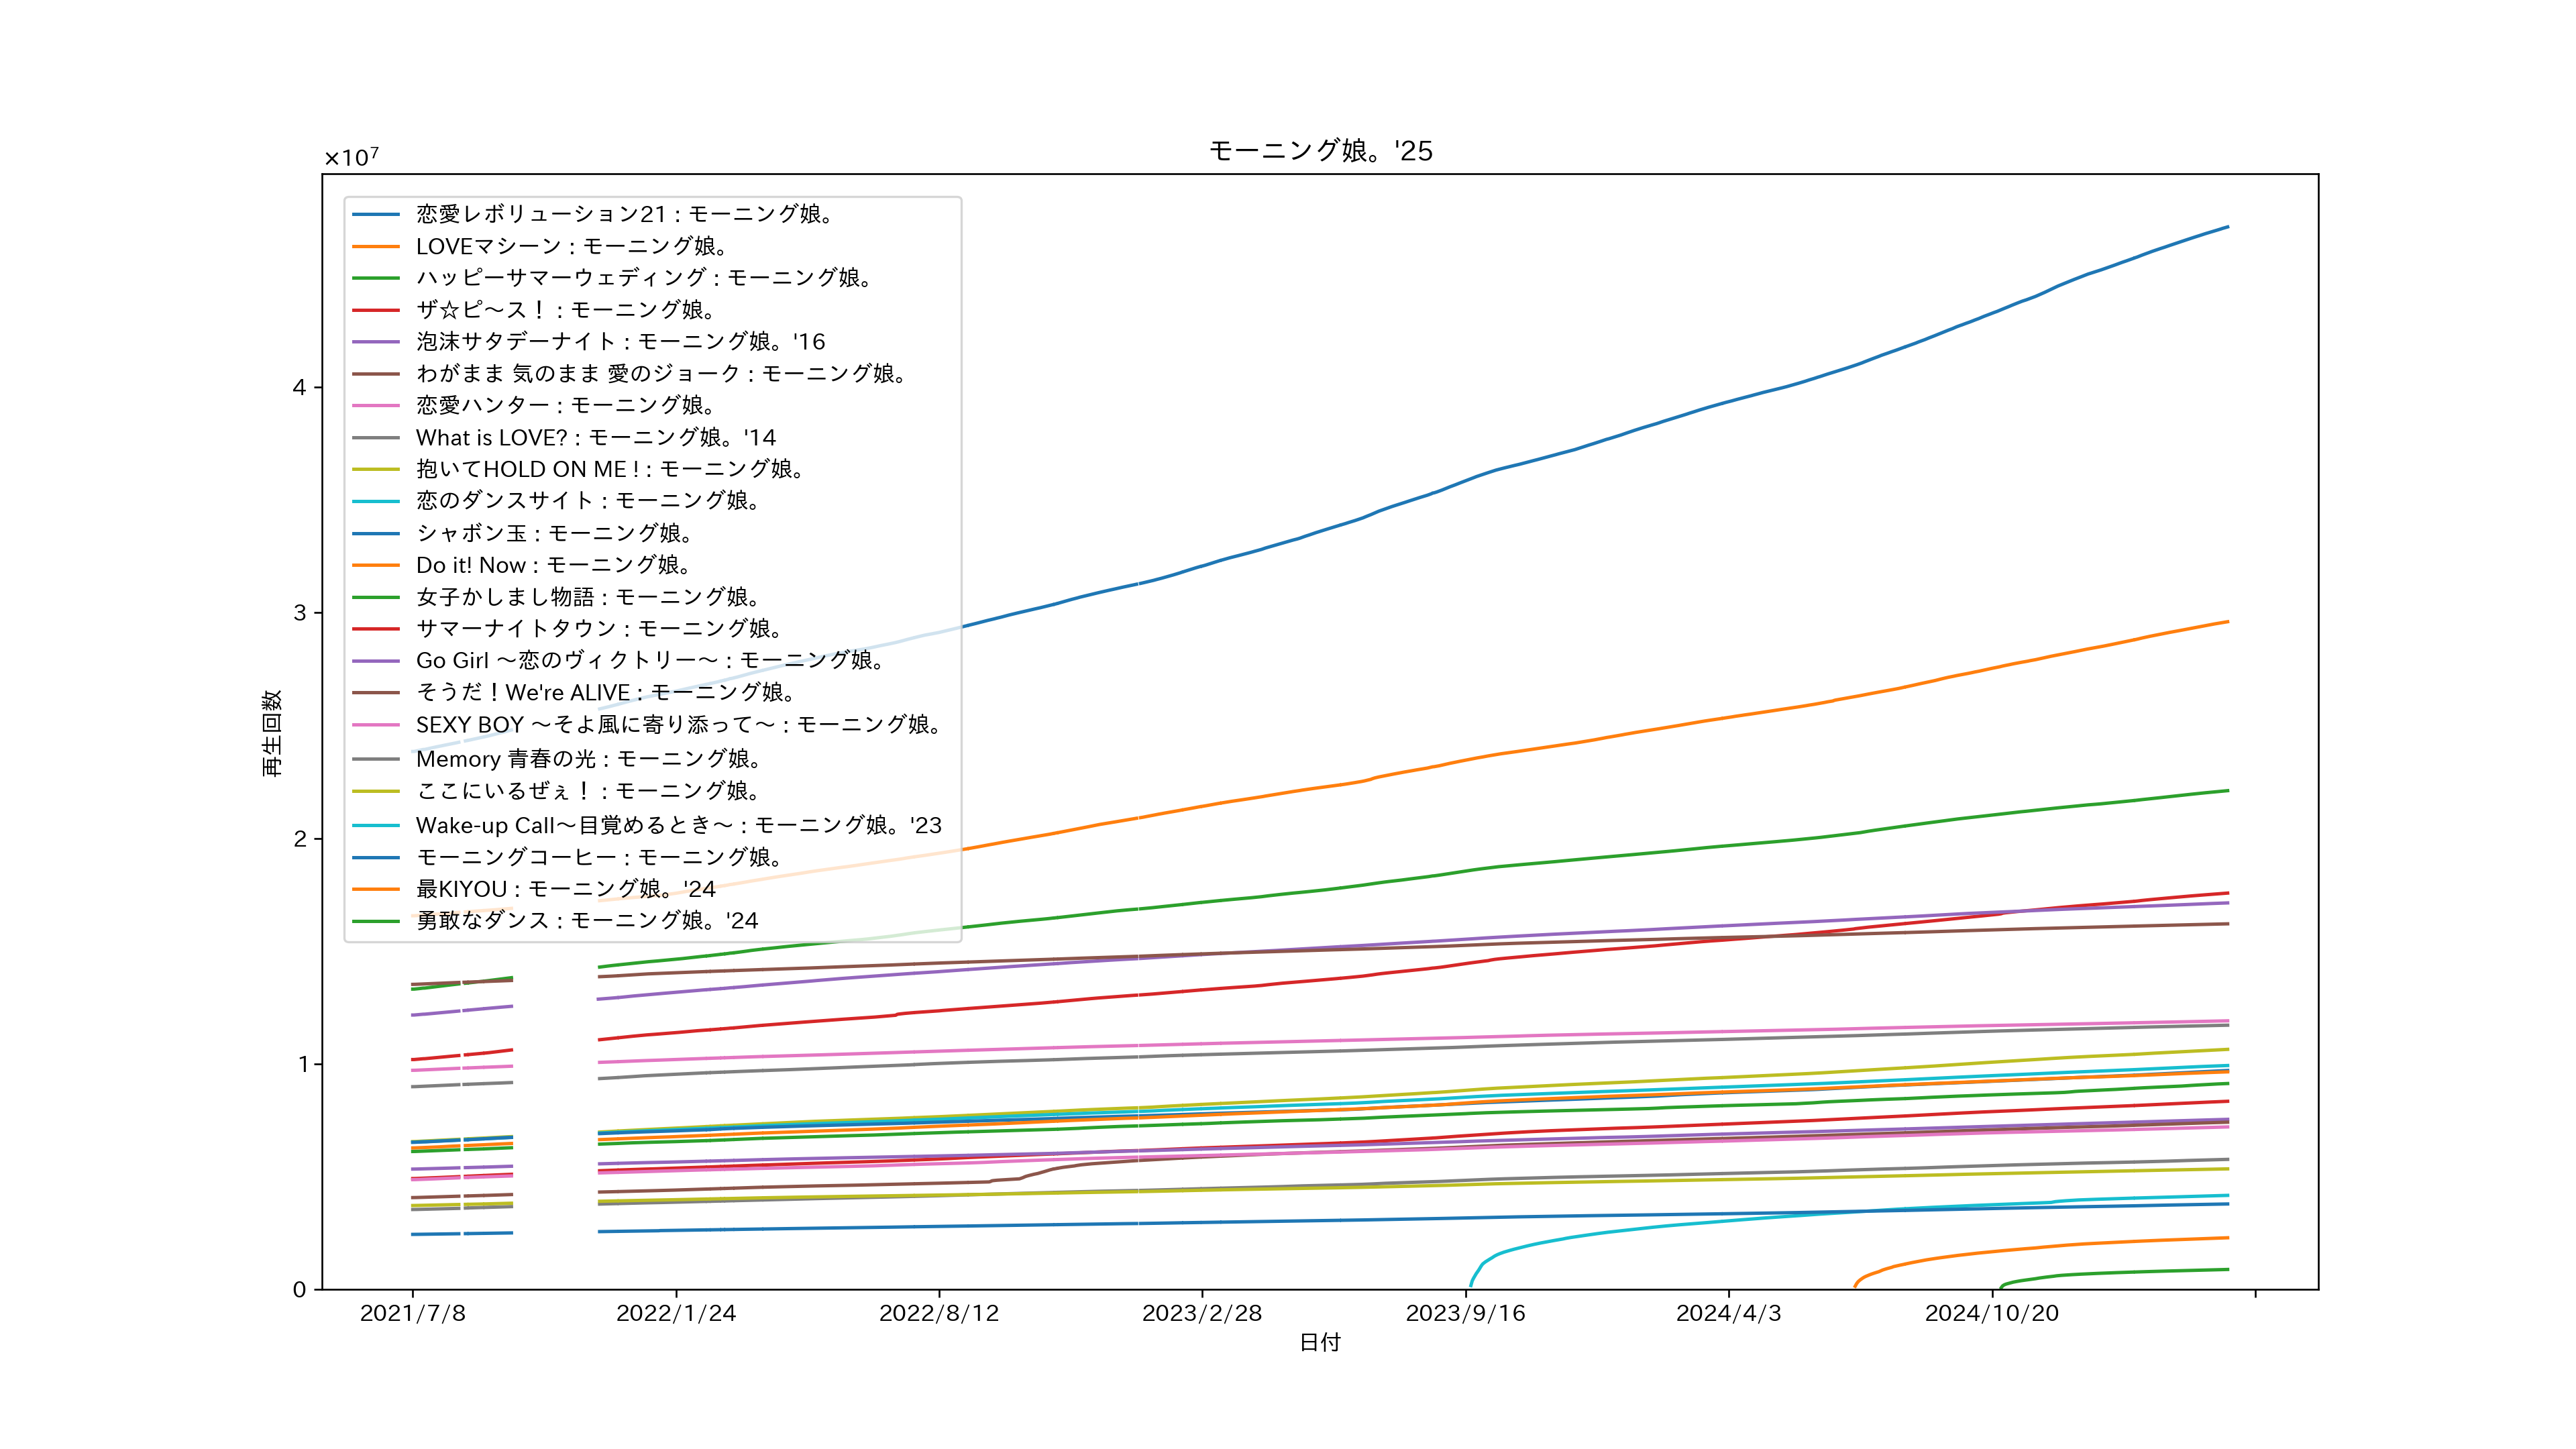 モーニング娘。'25
×10⁷
恋愛レボリューション21 : モーニング娘。
LOVEマシーン : モーニング娘。
ハッピーサマーウェディング : モーニング娘。
ザ☆ピ～ス！ : モーニング娘。
泡沫サタデーナイト : モーニング娘。'16
わがまま 気のまま 愛のジョーク : モーニング娘。
恋愛ハンター : モーニング娘。
What is LOVE? : モーニング娘。'14
抱いてHOLD ON ME ! : モーニング娘。
恋のダンスサイト : モーニング娘。
シャボン玉 : モーニング娘。
Do it! Now : モーニング娘。
女子かしまし物語 : モーニング娘。
サマーナイトタウン : モーニング娘。
Go Girl ～恋のヴィクトリー～ : モーニング娘。
そうだ！We're ALIVE : モーニング娘。
SEXY BOY ～そよ風に寄り添って～ : モーニング娘。
Memory 青春の光 : モーニング娘。
ここにいるぜぇ！ : モーニング娘。
Wake-up Call～目覚めるとき～ : モーニング娘。'23
モーニングコーヒー : モーニング娘。
最KIYOU : モーニング娘。'24
勇敢なダンス : モーニング娘。'24
4
3
2
1
0
再生回数
2021/7/8
2022/1/24
2022/8/12
2023/2/28
2023/9/16
2024/4/3
2024/10/20
日付